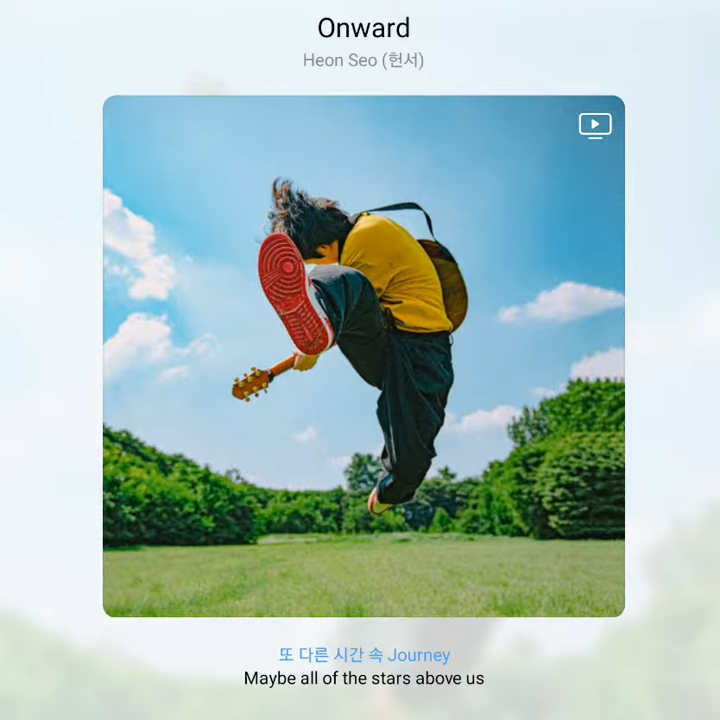 Onward
Heon Seo (헌서)
또 다른 시간 속 Journey
Maybe all of the stars above us